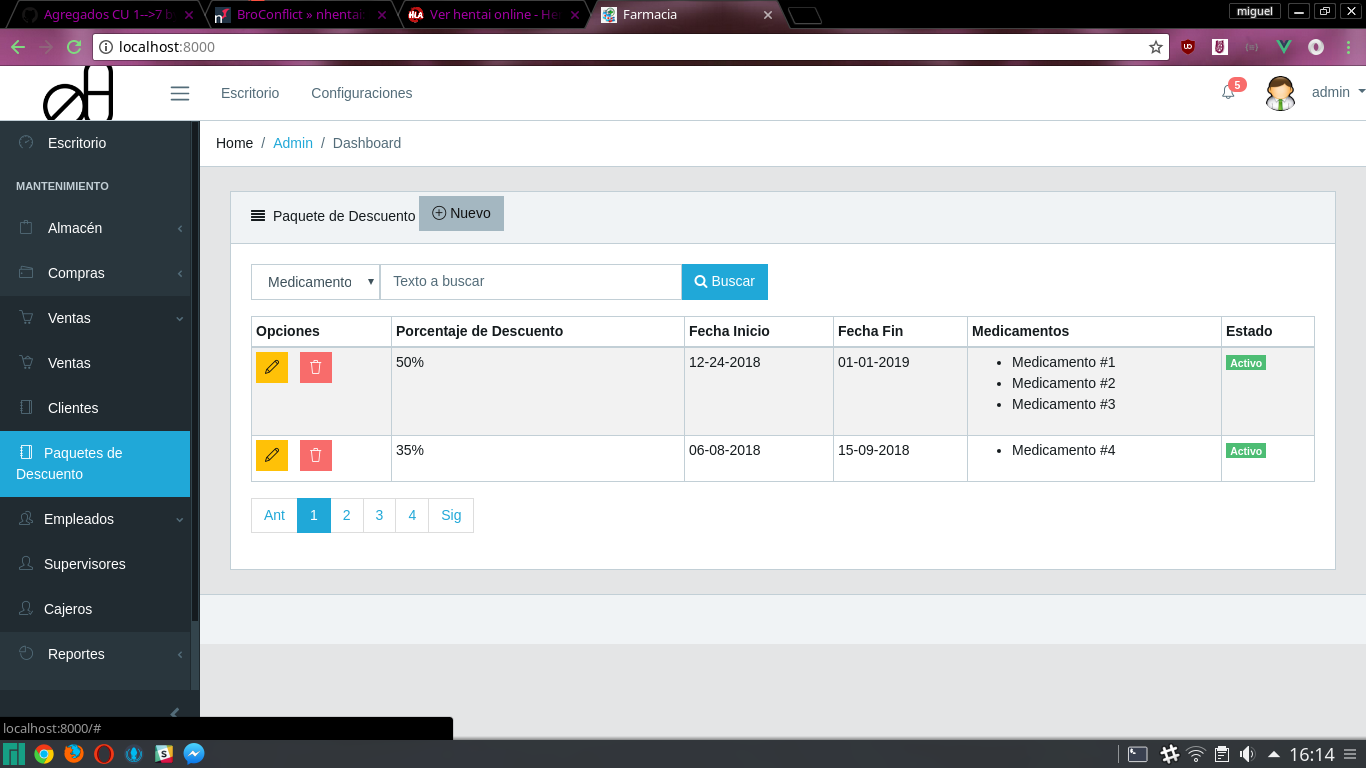 Agregados CU 1-->7 b
BroConflict » nhentai:
Ver hentai online - He
Farmacia
miguel
localhost:8000
Escritorio
Configuraciones
5
admin
Escritorio
MANTENIMIENTO
Almacén
Compras
Ventas
Ventas
Clientes
Paquetes de
Descuento
Empleados
Supervisores
Cajeros
Reportes
Home / Admin / Dashboard
Paquete de Descuento
Nuevo
Medicamento
Texto a buscar
Buscar
Opciones Porcentaje de Descuento Fecha Inicio Fecha Fin Medicamentos Estado
50% 12-24-2018 01-01-2019 Medicamento #1 Activo
Medicamento #2
Medicamento #3
35% 06-08-2018 15-09-2018 Medicamento #4 Activo
Ant 1 2 3 4 Sig
localhost:8000/#
16:14